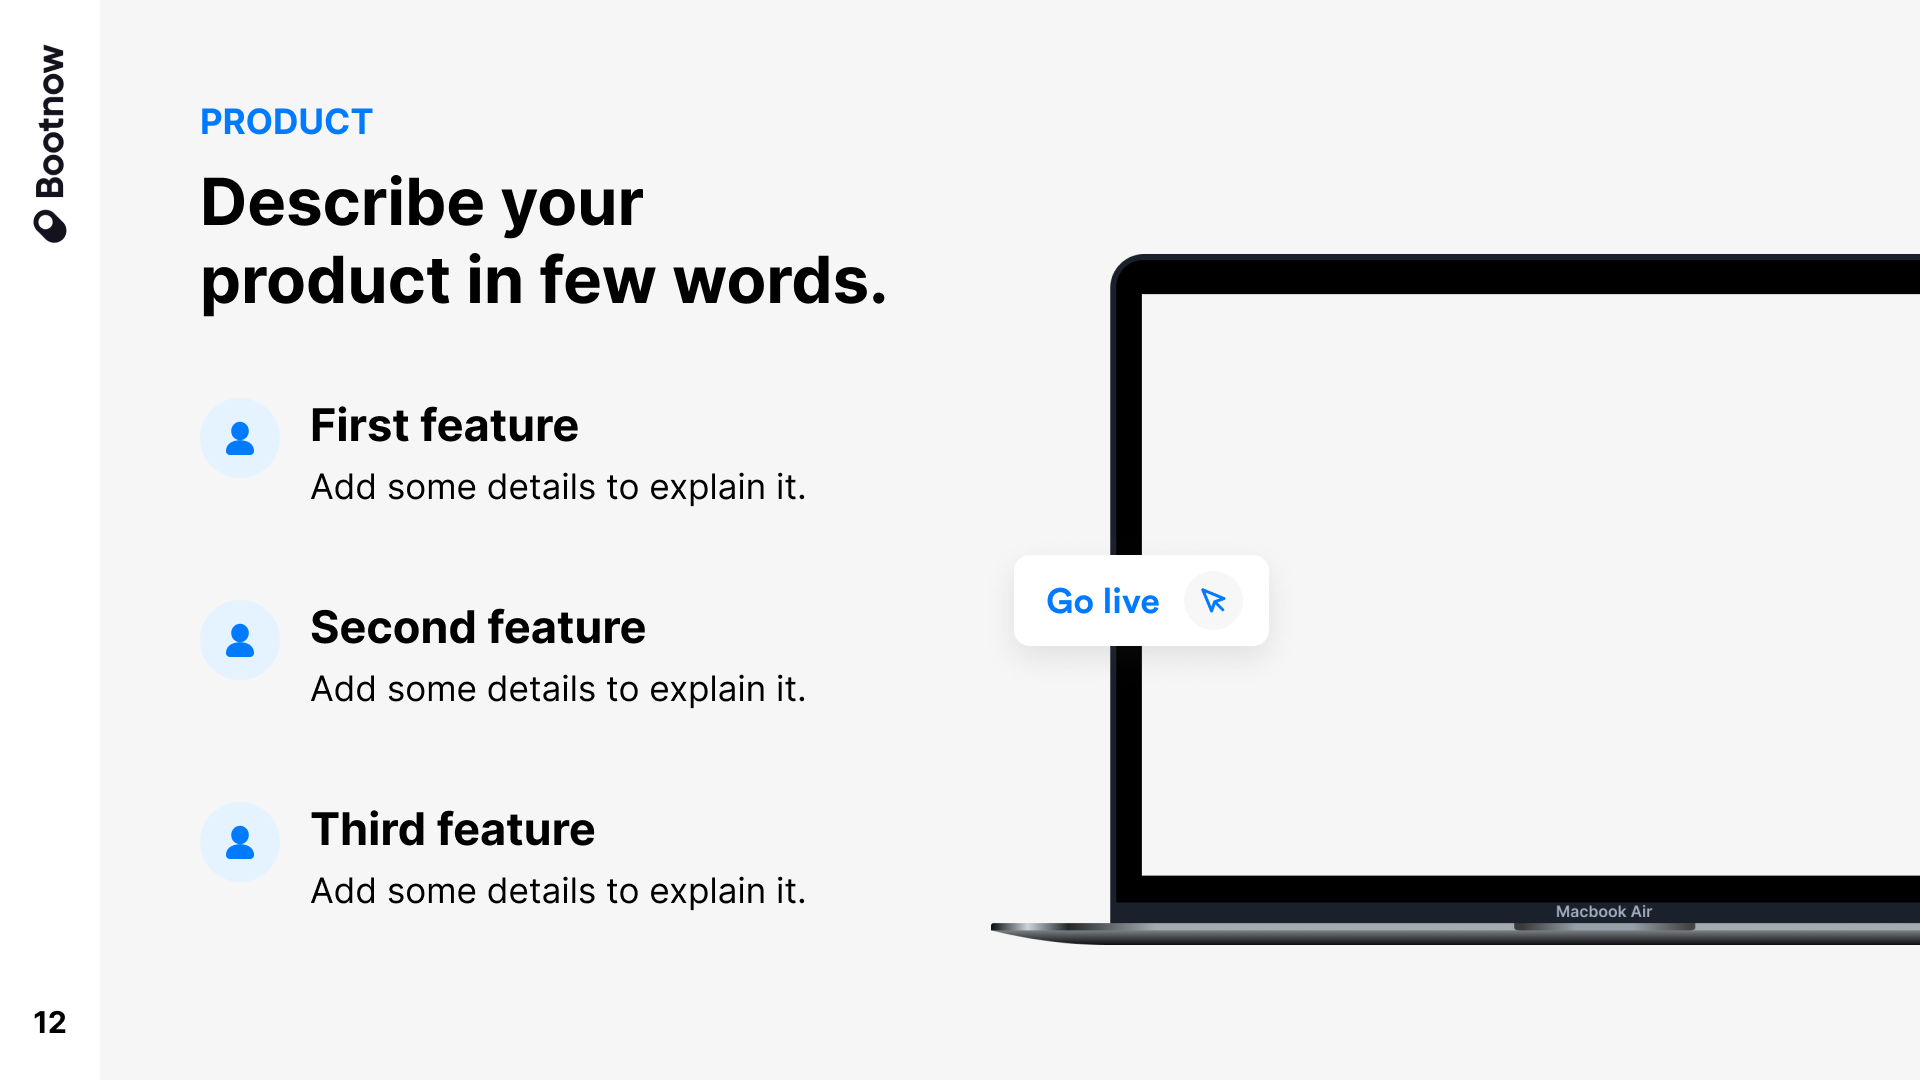 Bootnow
PRODUCT
Describe your
product in few words.
First feature
Add some details to explain it.
Second feature
Add some details to explain it.
Third feature
Add some details to explain it.
Go live
Macbook Air
12